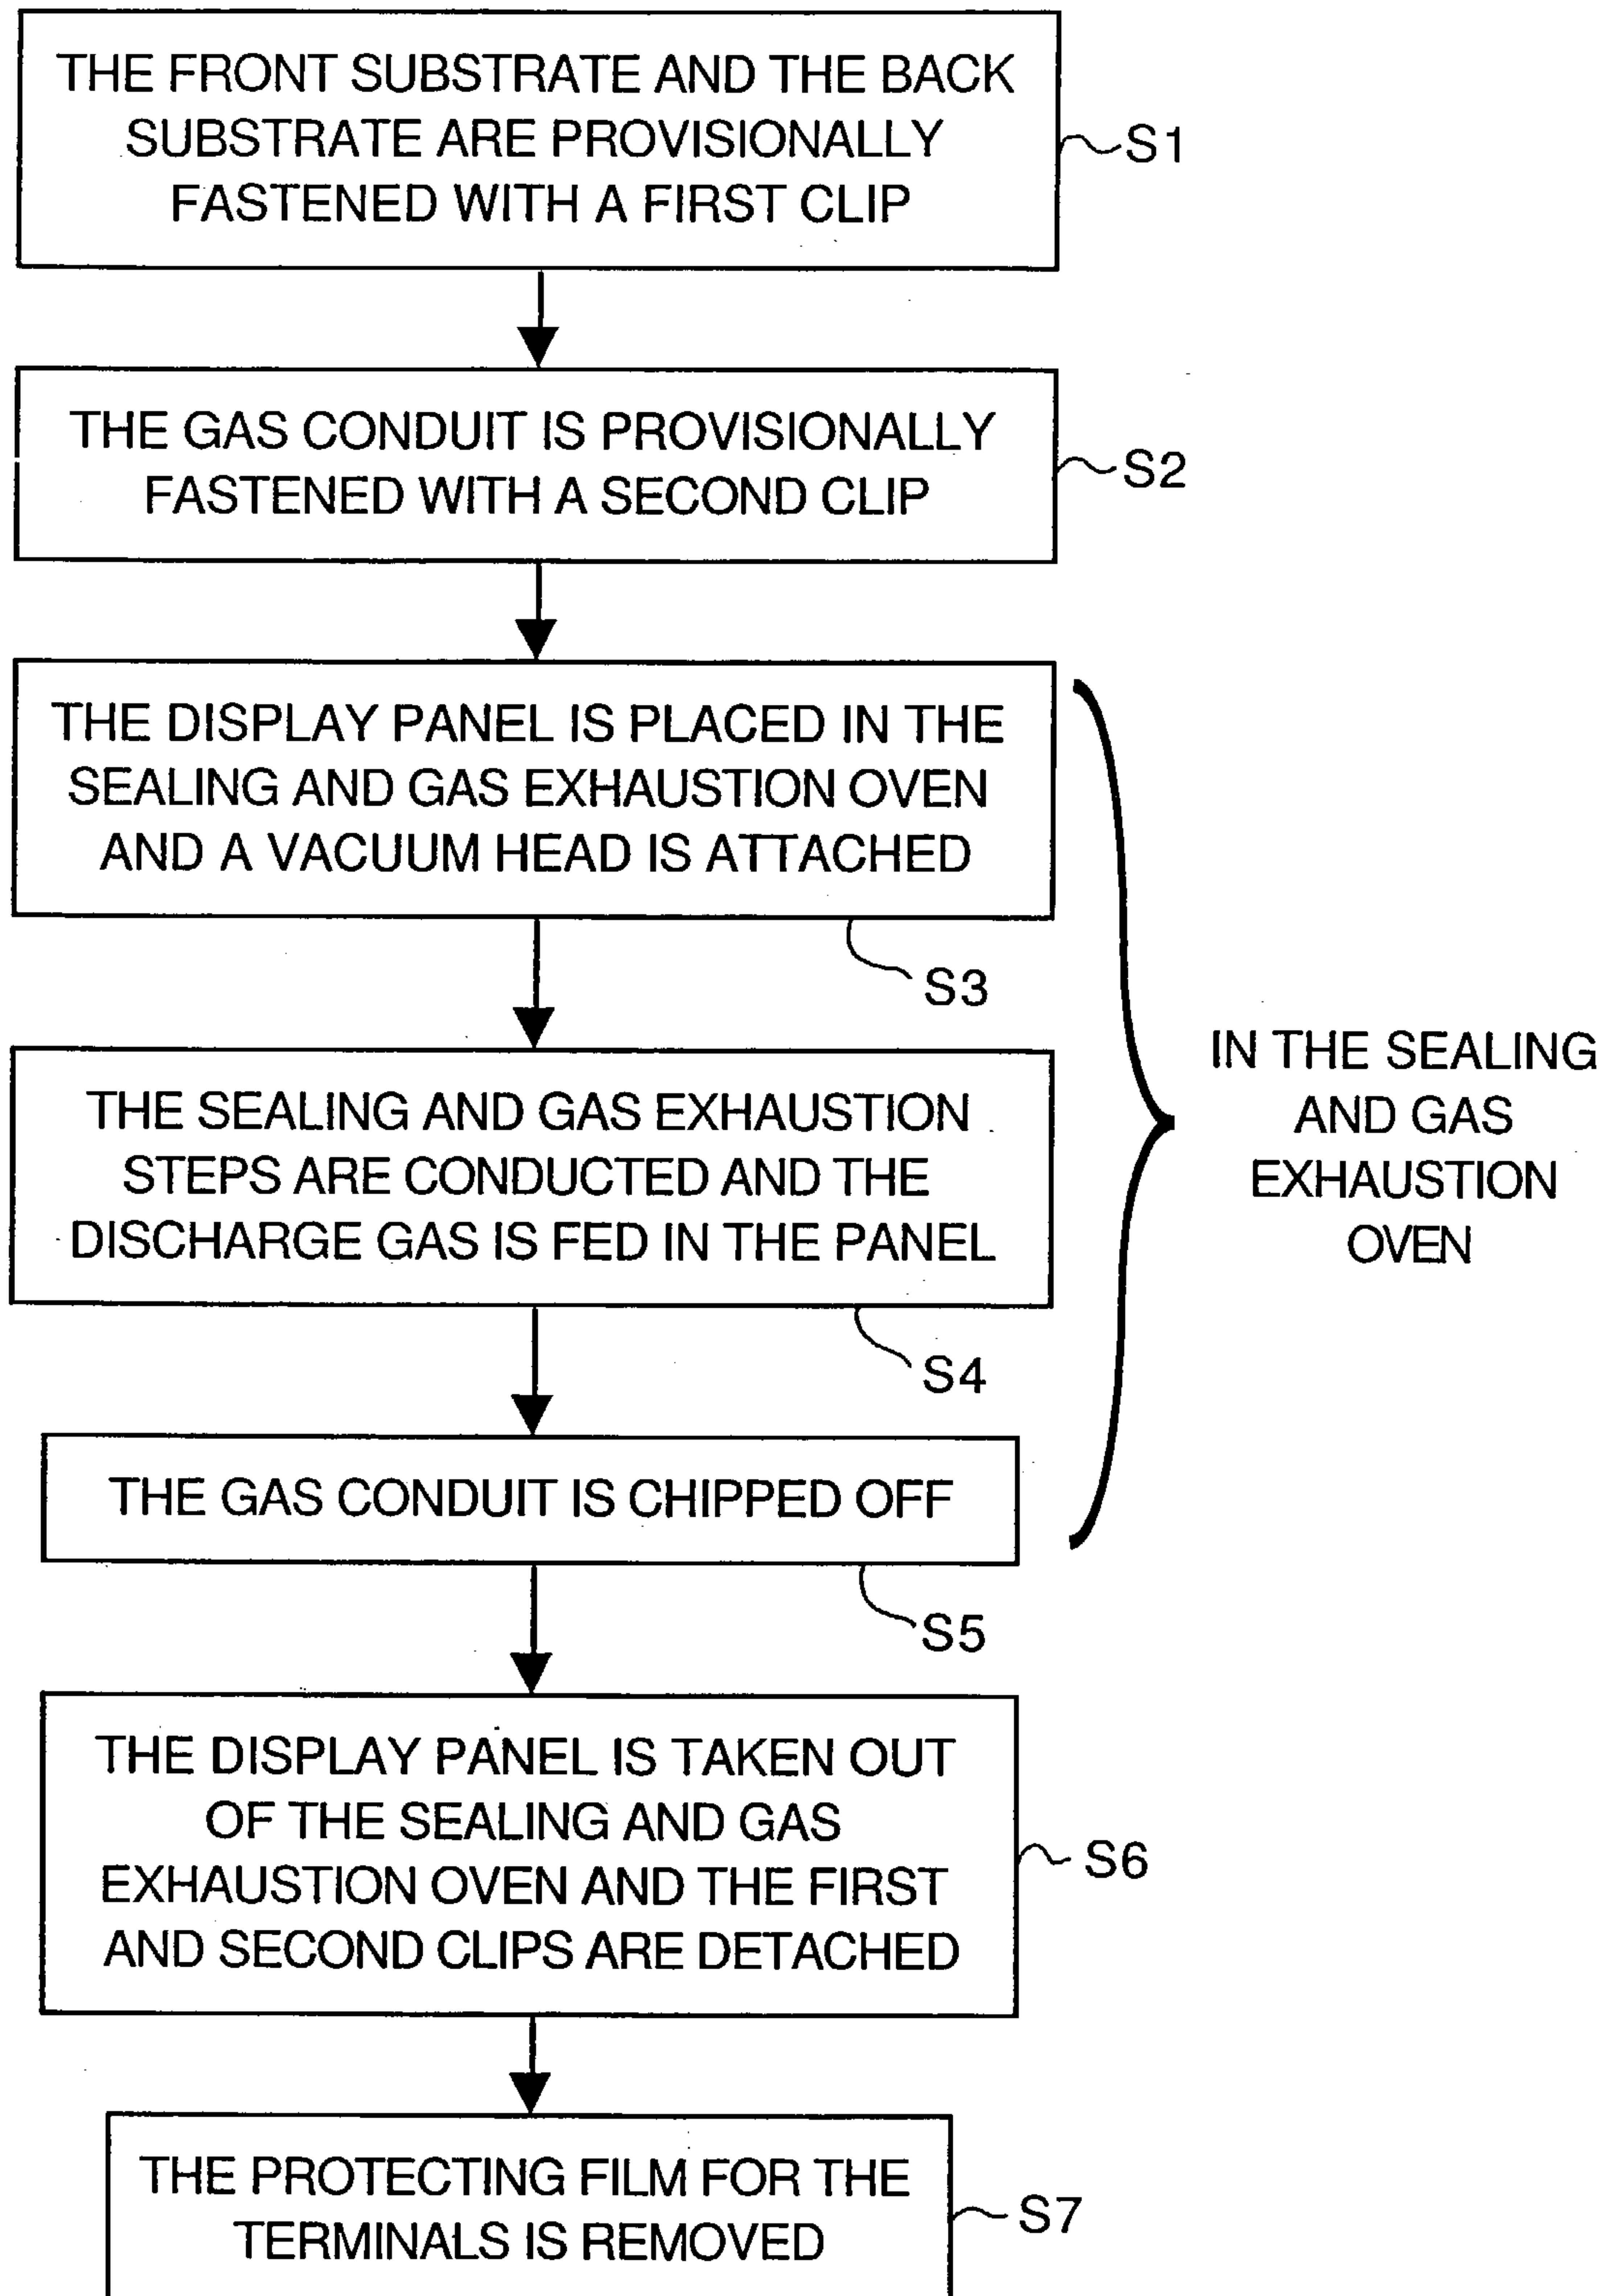 THE FRONT SUBSTRATE AND THE BACK
SUBSTRATE ARE PROVISIONALLY
FASTENED WITH A FIRST CLIP
S1
THE GAS CONDUIT IS PROVISIONALLY
FASTENED WITH A SECOND CLIP
S2
THE DISPLAY PANEL IS PLACED IN THE
SEALING AND GAS EXHAUSTION OVEN
AND A VACUUM HEAD IS ATTACHED
S3
THE SEALING AND GAS EXHAUSTION
STEPS ARE CONDUCTED AND THE
DISCHARGE GAS IS FED IN THE PANEL
S4
THE GAS CONDUIT IS CHIPPED OFF
S5
IN THE SEALING
AND GAS
EXHAUSTION
OVEN
THE DISPLAY PANEL IS TAKEN OUT
OF THE SEALING AND GAS
EXHAUSTION OVEN AND THE FIRST
AND SECOND CLIPS ARE DETACHED
S6
THE PROTECTING FILM FOR THE
TERMINALS IS REMOVED
S7